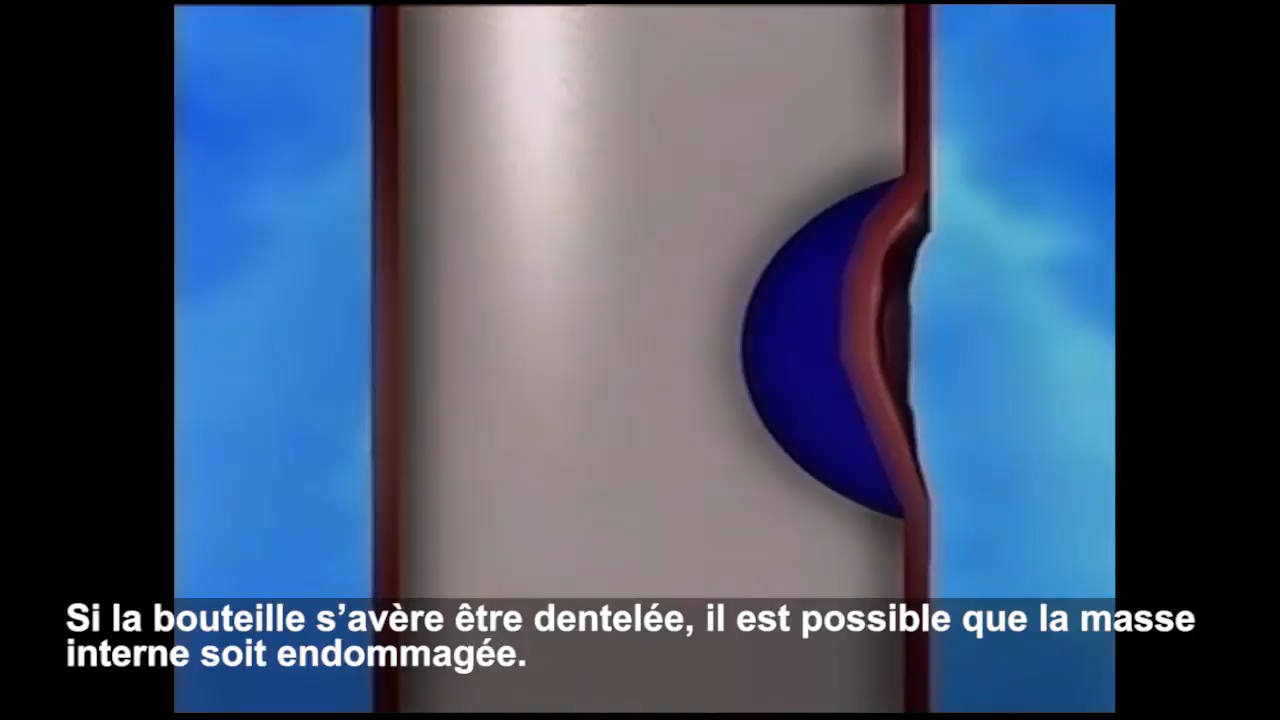 Si la bouteille s’avère être dentelée, il est possible que la masse
interne soit endommagée.